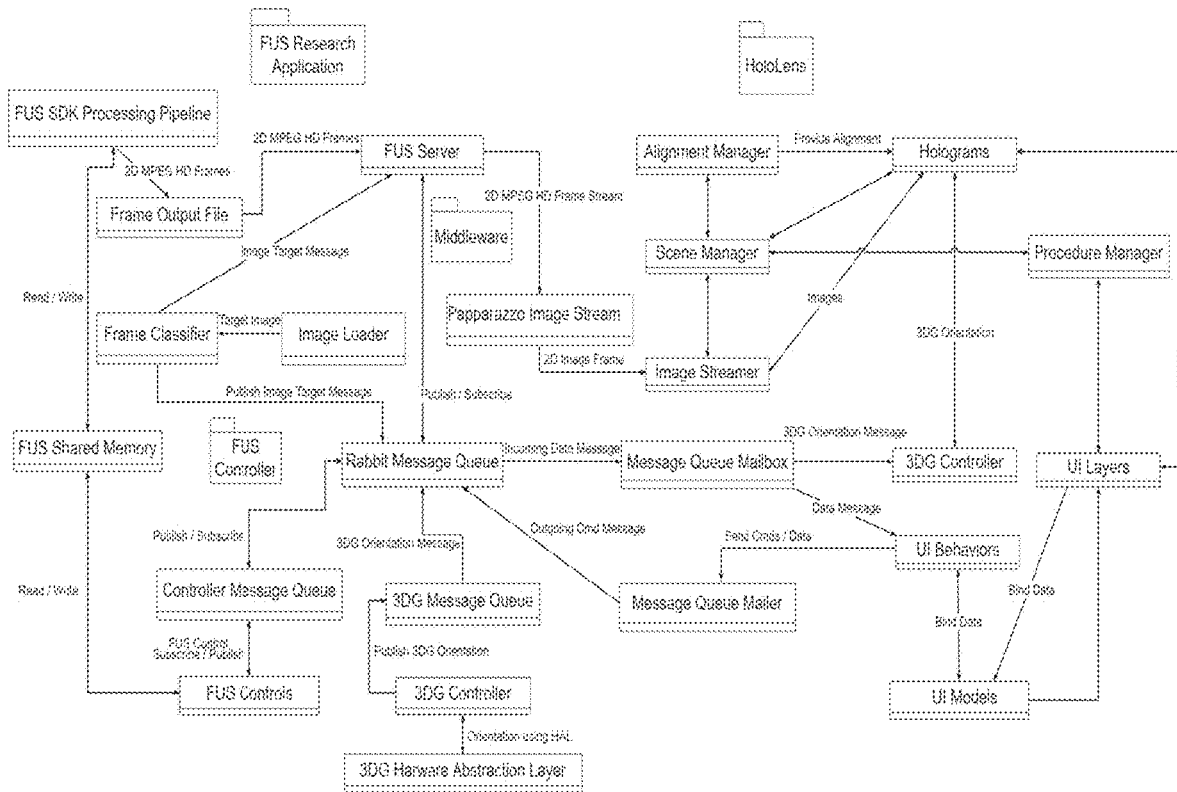 FUS Research
Application
HoloLens
FUS SDK Processing Pipeline
2D MPEG HD Frames
FUS Server
Alignment Manager
Provide Alignment
Holograms
2D MPEG HD Frames
Frame Output File
2D MPEG HD Frame Stream
Middleware
Image Target Message
Scene Manager
Procedure Manager
Read / Write
Images
Papparazzo Image Stream
Frame Classifier
Target Image
Image Loader
3DG Orientation
2D Image Frame
Image Streamer
Publish Image Target Message
Publish / Subscribe
FUS Shared Memory
FUS
Controller
Rabbit Message Queue
Incoming Data Message
Message Queue Mailbox
3DG Orientation Message
3DG Controller
UI Layers
Data Message
Outgoing Cmd Message
Publish / Subscribe
3DG Orientation Message
Send Cmds / Data
UI Behaviors
Read / Write
Controller Message Queue
3DG Message Queue
Message Queue Mailer
Bind Data
Bind Data
FUS Control
Subscribe / Publish
Publish 3DG Orientation
FUS Controls
3DG Controller
UI Models
Orientation using HAL
3DG Harware Abstraction Layer